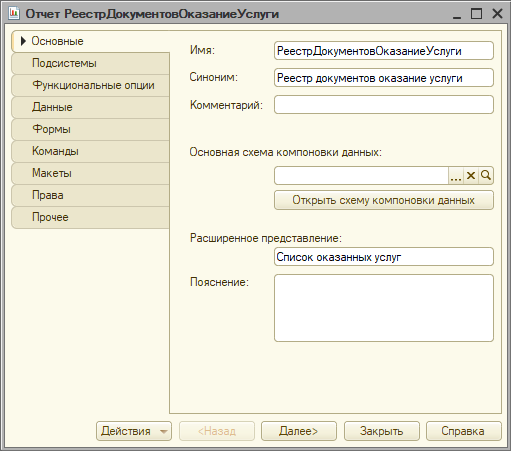 Отчет РеестрДокументовОказаниеУслуги
Основные
Подсистемы
Функциональные опции
Данные
Формы
Команды
Макеты
Права
Прочее
Имя: РеестрДокументовОказаниеУслуги
Синоним: Реестр документов оказание услуги
Комментарий:
Основная схема компоновки данных:
...
Открыть схему компоновки данных
Расширенное представление:
Список оказанных услуг
Пояснение:
Действия <Назад Далее> Закрыть Справка